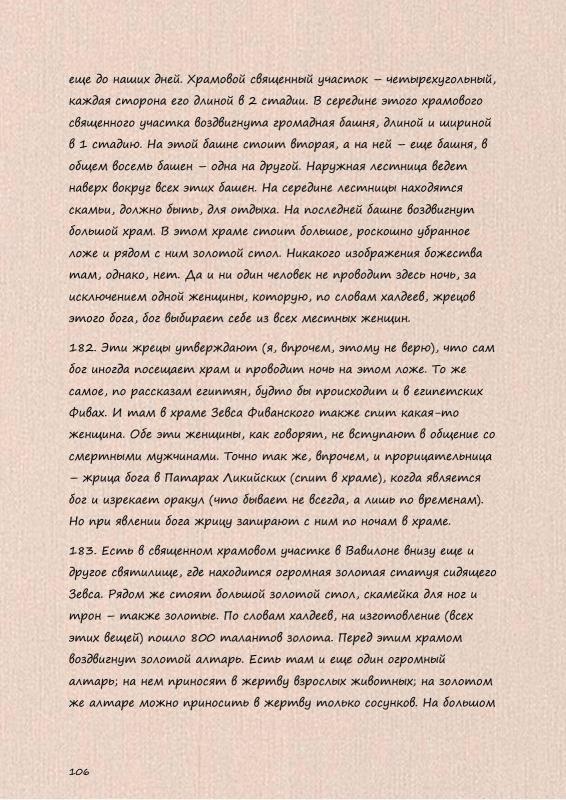 еще до наших дней. Храмовой священный участок – четырехугольный,
каждая сторона его длиной в 2 стадии. В середине этого храмового
священного участка воздвигнута громадная башня, длиной и шириной
в 1 стадию. На этой башне стоит вторая, а на ней – еще башня, в
общем восемь башен – одна на другой. Наружная лестница ведет
наверх вокруг всех этих башен. На середине лестницы находятся
скамьи, должно быть, для отдыха. На последней башне воздвигнут
большой храм. В этом храме стоит большое, роскошно убранное
ложе и рядом с ним золотой стол. Никакого изображения божества
там, однако, нет. Да и ни один человек не проводит здесь ночь, за
исключением одной женщины, которую, по словам халдеев, жрецов
этого бога, бог выбирает себе из всех местных женщин.
182. Эти жрецы утверждают (я, впрочем, этому не верю), что сам
бог иногда посещает храм и проводит ночь на этом ложе. То же
самое, по рассказам египтян, будто бы происходит и в египетских
Фивах. И там в храме Зевса Фиванского также спит какая-то
женщина. Обе эти женщины, как говорят, не вступают в общение со
смертными мужчинами. Точно так же, впрочем, и прорицательница
– жрица бога в Патарах Ликийских (спит в храме), когда является
бог и изрекает оракул (что бывает не всегда, а лишь по временам).
Но при явлении бога жрицу запирают с ним по ночам в храме.
183. Есть в священном храмовом участке в Вавилоне внизу еще и
другое святилище, где находится огромная золотая статуя сидящего
Зевса. Рядом же стоят большой золотой стол, скамейка для ног и
трон – также золотые. По словам халдеев, на изготовление (всех
этих вещей) пошло 800 талантов золота. Перед этим храмом
воздвигнут золотой алтарь. Есть там и еще один огромный
алтарь; на нем приносят в жертву взрослых животных; на золотом
же алтаре можно приносить в жертву только сосунков. На большом
106